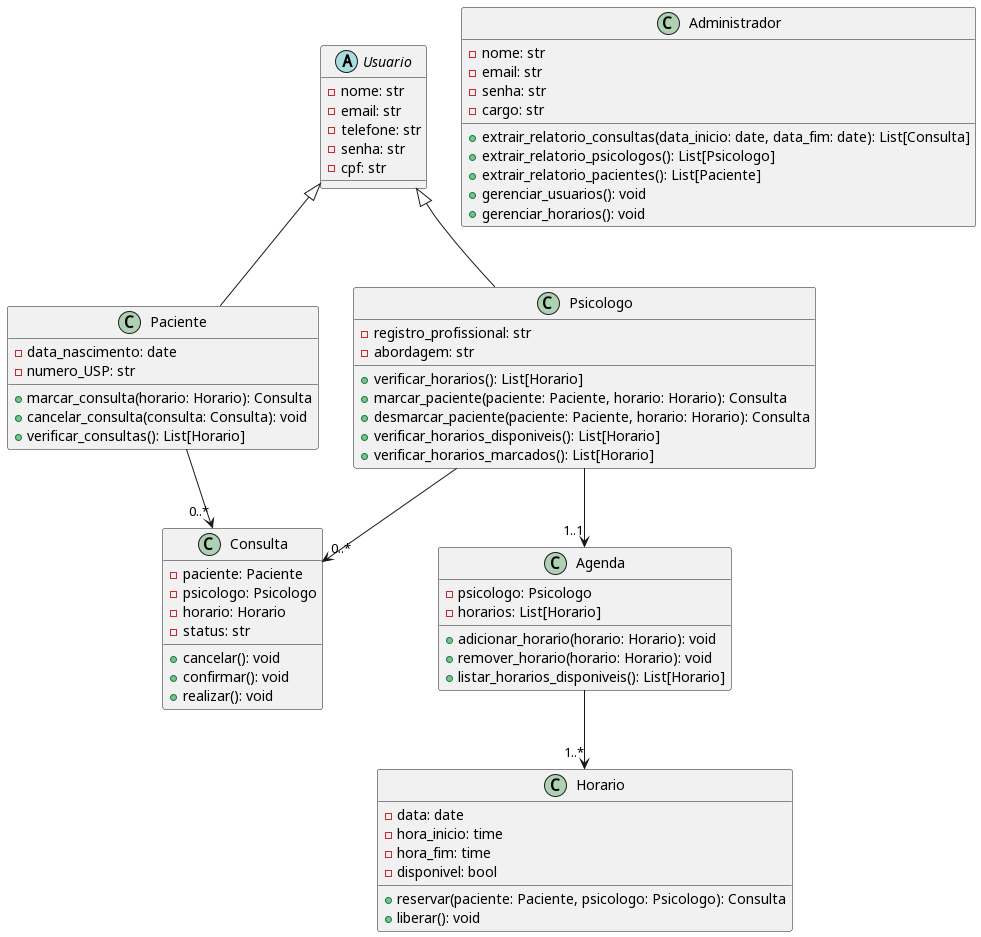 C Administrador
nome: str
email: str
senha: str
cargo: str
extrair_relatorio_consultas(data_inicio: date, data_fim: date): List[Consulta]
extrair_relatorio_psicologos(): List[Psicologo]
extrair_relatorio_pacientes(): List[Paciente]
gerenciar_usuarios(): void
gerenciar_horarios(): void
A Usuario
nome: str
email: str
telefone: str
senha: str
cpf: str
C Paciente
data_nascimento: date
numero_USP: str
marcar_consulta(horario: Horario): Consulta
cancelar_consulta(consulta: Consulta): void
verificar_consultas(): List[Horario]
C Psicologo
registro_profissional: str
abordagem: str
verificar_horarios(): List[Horario]
marcar_paciente(paciente: Paciente, horario: Horario): Consulta
desmarcar_paciente(paciente: Paciente, horario: Horario): Consulta
verificar_horarios_disponiveis(): List[Horario]
verificar_horarios_marcados(): List[Horario]
0..*
0..*
1..1
C Consulta
paciente: Paciente
psicologo: Psicologo
horario: Horario
status: str
cancelar(): void
confirmar(): void
realizar(): void
C Agenda
psicologo: Psicologo
horarios: List[Horario]
adicionar_horario(horario: Horario): void
remover_horario(horario: Horario): void
listar_horarios_disponiveis(): List[Horario]
1..*
C Horario
data: date
hora_inicio: time
hora_fim: time
disponivel: bool
reservar(paciente: Paciente, psicologo: Psicologo): Consulta
liberar(): void